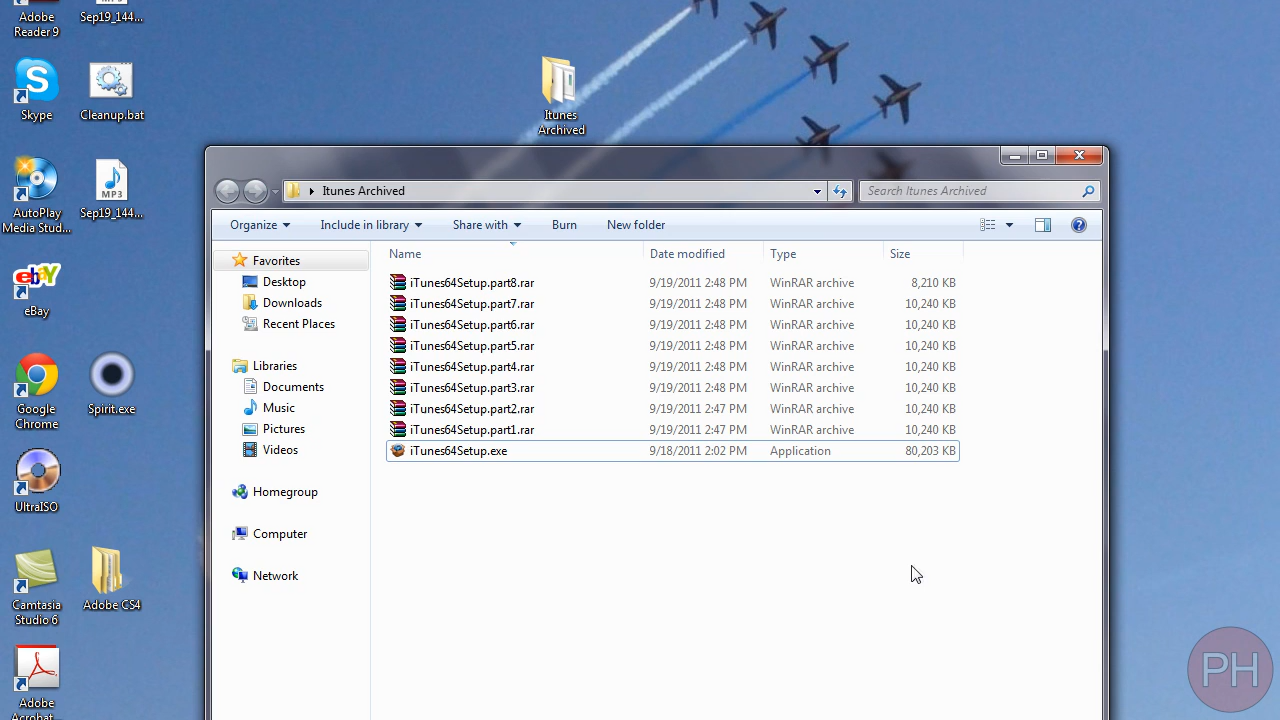 Adobe
Reader 9
Sep19_144...
Skype
Cleanup.bat
Itunes
Archived
AutoPlay
Media Stud...
MP3
Sep19_144...
ebay
eBay
Google
Chrome
Spirit.exe
UltraISO
Camtasia
Studio 6
Adobe CS4
Adobe
Acrobat...
Itunes Archived
Search Itunes Archived
Organize
Include in library
Share with
Burn
New folder
Favorites
Desktop
Downloads
Recent Places
Libraries
Documents
Music
Pictures
Videos
Homegroup
Computer
Network
Name Date modified Type Size
iTunes64Setup.part8.rar 9/19/2011 2:48 PM WinRAR archive 8,210 KB
iTunes64Setup.part7.rar 9/19/2011 2:48 PM WinRAR archive 10,240 KB
iTunes64Setup.part6.rar 9/19/2011 2:48 PM WinRAR archive 10,240 KB
iTunes64Setup.part5.rar 9/19/2011 2:48 PM WinRAR archive 10,240 KB
iTunes64Setup.part4.rar 9/19/2011 2:48 PM WinRAR archive 10,240 KB
iTunes64Setup.part3.rar 9/19/2011 2:48 PM WinRAR archive 10,240 KB
iTunes64Setup.part2.rar 9/19/2011 2:47 PM WinRAR archive 10,240 KB
iTunes64Setup.part1.rar 9/19/2011 2:47 PM WinRAR archive 10,240 KB
iTunes64Setup.exe 9/18/2011 2:02 PM Application 80,203 KB
PH